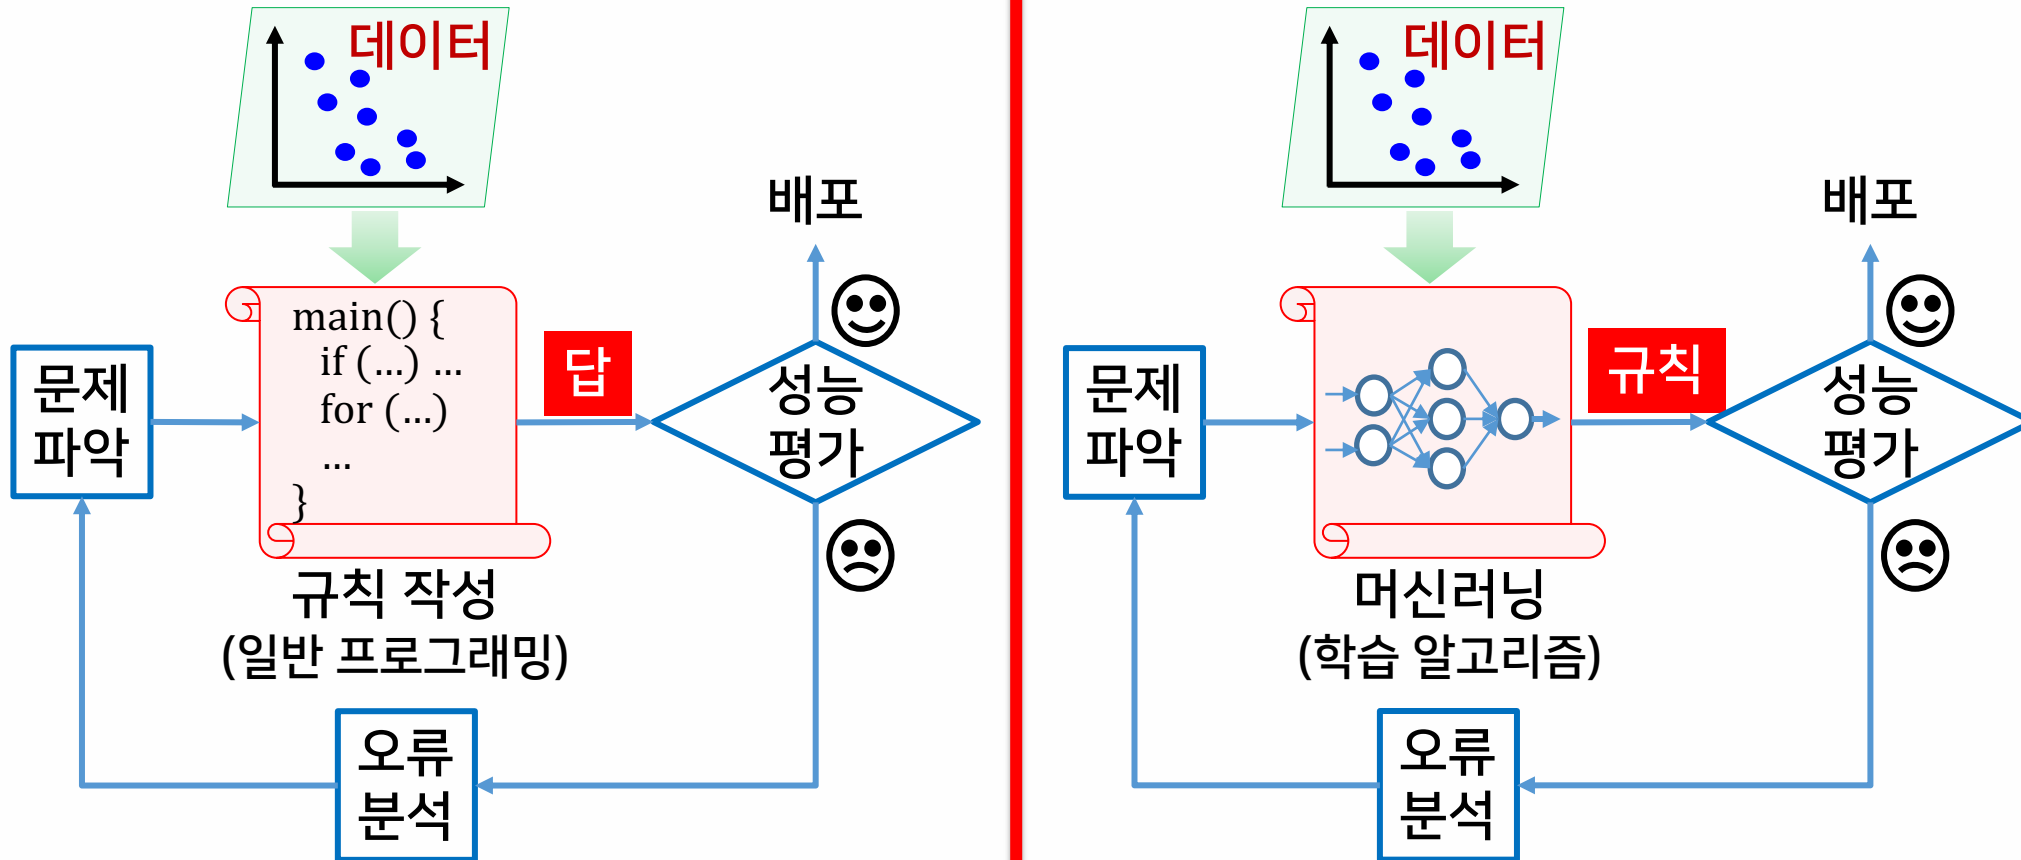 데이터
배포
main() {
if (...) ...
for (...)
...
}
답
문제
파악
성능
평가
규칙 작성
(일반 프로그래밍)
오류
분석
데이터
배포
규칙
문제
파악
성능
평가
머신러닝
(학습 알고리즘)
오류
분석